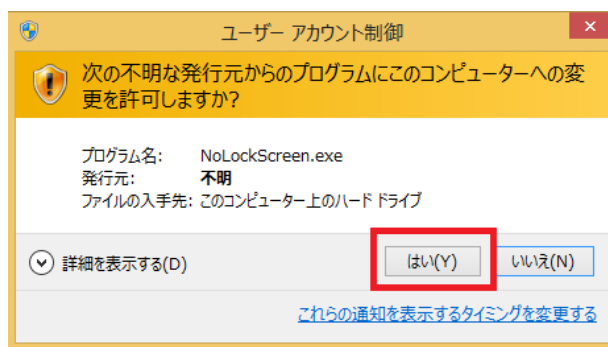 ユーザー アカウント制御
次の不明な発行元からのプログラムにこのコンピューターへの変
更を許可しますか?
プログラム名: NoLockScreen.exe
発行元: 不明
ファイルの入手先: このコンピューター上のハード ドライブ
詳細を表示する(D)
はい(Y)
いいえ(N)
これらの通知を表示するタイミングを変更する